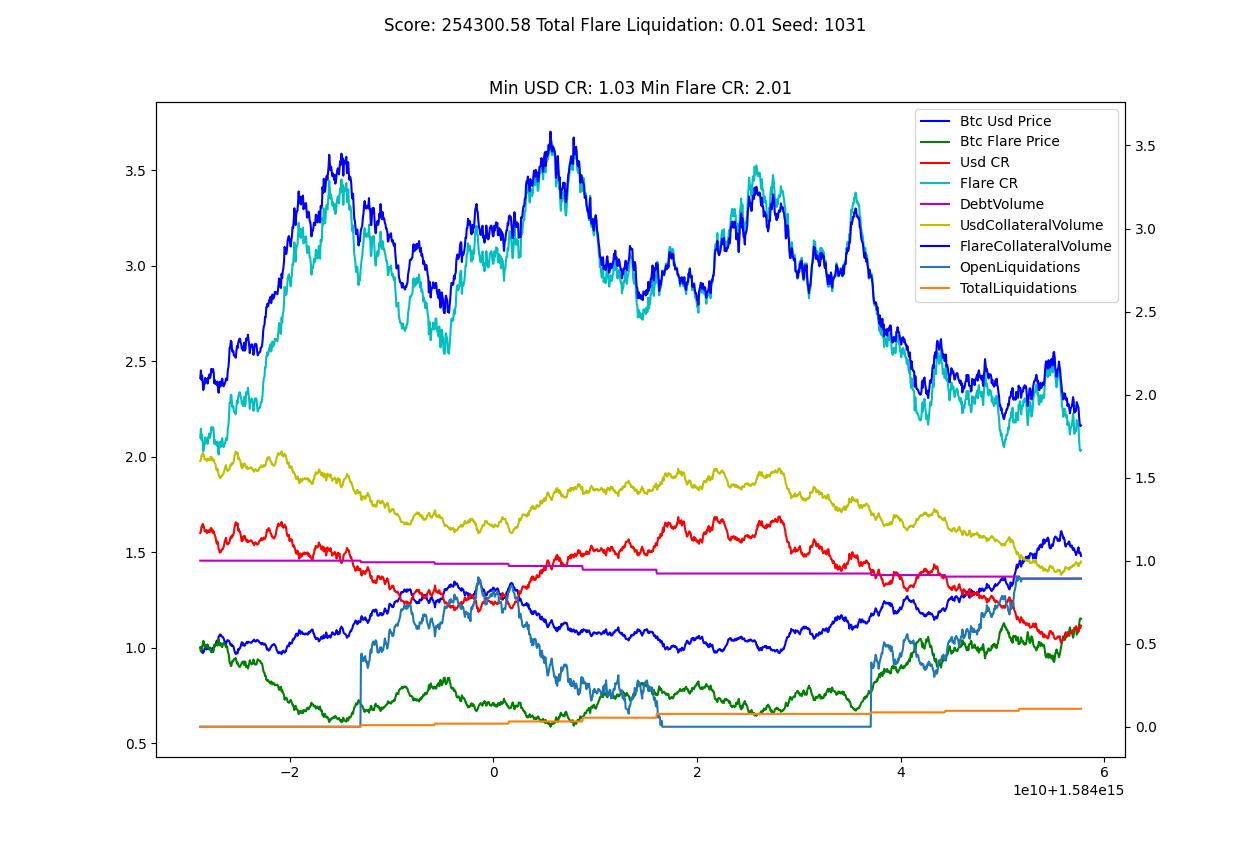 Score: 254300.58 Total Flare Liquidation: 0.01 Seed: 1031
Min USD CR: 1.03 Min Flare CR: 2.01
Btc Usd Price
Btc Flare Price
Usd CR
Flare CR
DebtVolume
UsdCollateralVolume
FlareCollateralVolume
OpenLiquidations
TotalLiquidations
3.5
3.0
2.5
2.0
1.5
1.0
0.5
3.5
3.0
2.5
2.0
1.5
1.0
0.5
0.0
−2 0 2 4 6
1e10+1.584e15